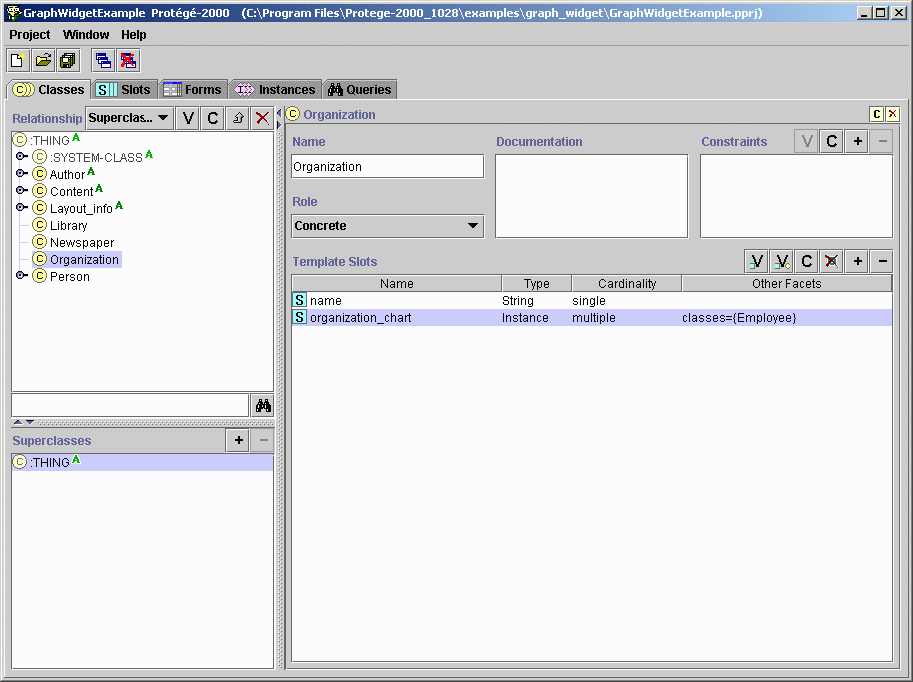 GraphWidgetExample Protégé-2000 (C:\Program Files\Protege-2000_1028\examples\graph_widget\GraphWidgetExample.pprj)
Project Window Help
C Classes S Slots Forms I Instances Queries
Relationship Superclas... V C
C Organization C
C :THING A
C :SYSTEM-CLASS A
C Author A
C Content A
C Layout_info A
C Library
C Newspaper
C Organization
C Person
Superclasses + −
C :THING A
Name Documentation Constraints V C + −
Organization
Role
Concrete
Template Slots V V C + −
Name Type Cardinality Other Facets
S name String single
S organization_chart Instance multiple classes={Employee}